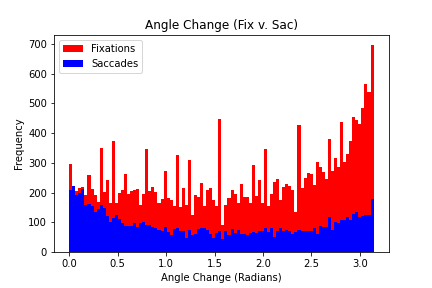 Angle Change (Fix v. Sac)
Fixations
Saccades
Frequency
700
600
500
400
300
200
100
0
0.0 0.5 1.0 1.5 2.0 2.5 3.0
Angle Change (Radians)